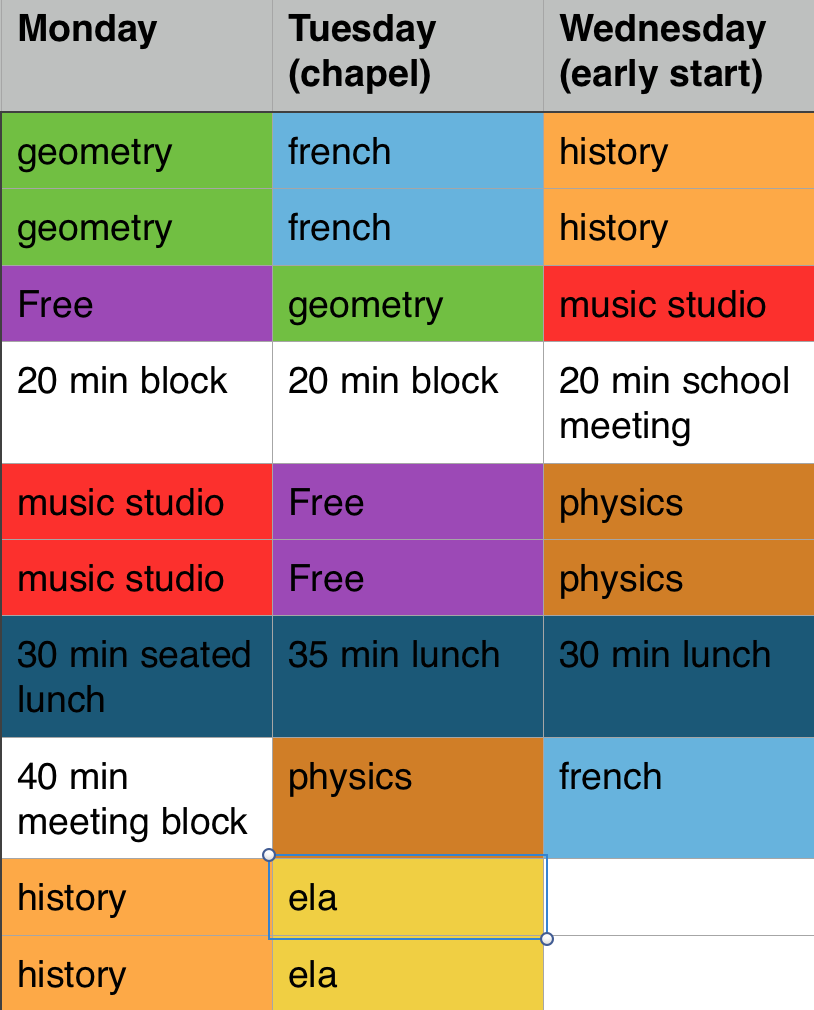 Monday
Tuesday
(chapel)
Wednesday
(early start)
geometry
french
history
geometry
french
history
Free
geometry
music studio
20 min block
20 min block
20 min school
meeting
music studio
Free
physics
music studio
Free
physics
30 min seated
lunch
35 min lunch
30 min lunch
40 min
meeting block
physics
french
history
ela
history
ela